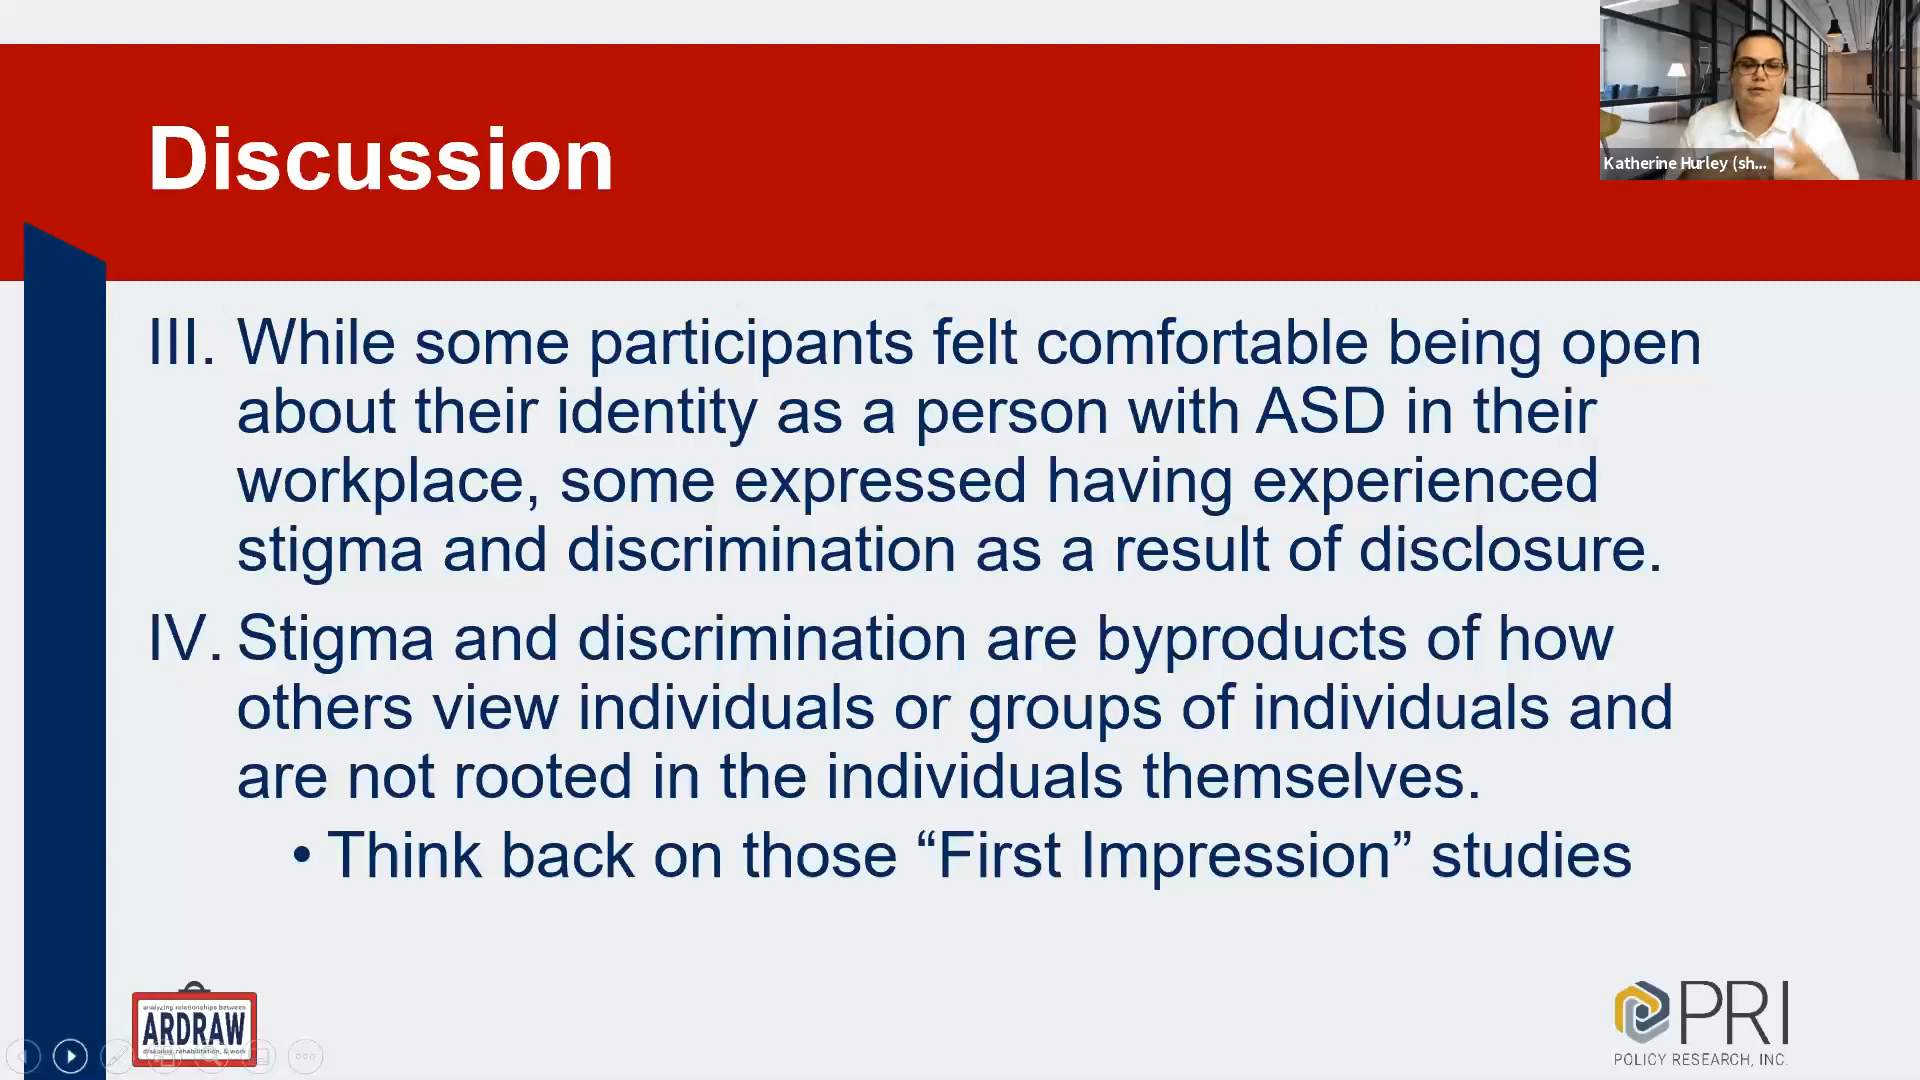 Discussion
Katherine Hurley (sh...
III. While some participants felt comfortable being open
about their identity as a person with ASD in their
workplace, some expressed having experienced
stigma and discrimination as a result of disclosure.
IV. Stigma and discrimination are byproducts of how
others view individuals or groups of individuals and
are not rooted in the individuals themselves.
• Think back on those “First Impression” studies
analyzing relationships between
ARDRAW
disability, rehabilitation, & work
PRI
POLICY RESEARCH, INC.